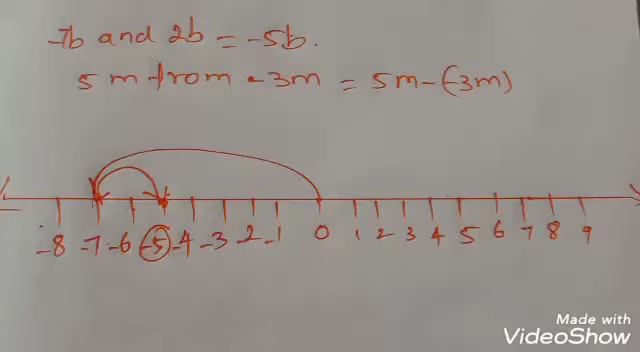 -7b and 2b = -5b.
5m from -3m = 5m-(-3m)
-8 -7 -6 -5 -4 -3 -2 -1 0 1 2 3 4 5 6 7 8 9
Made with
VideoShow